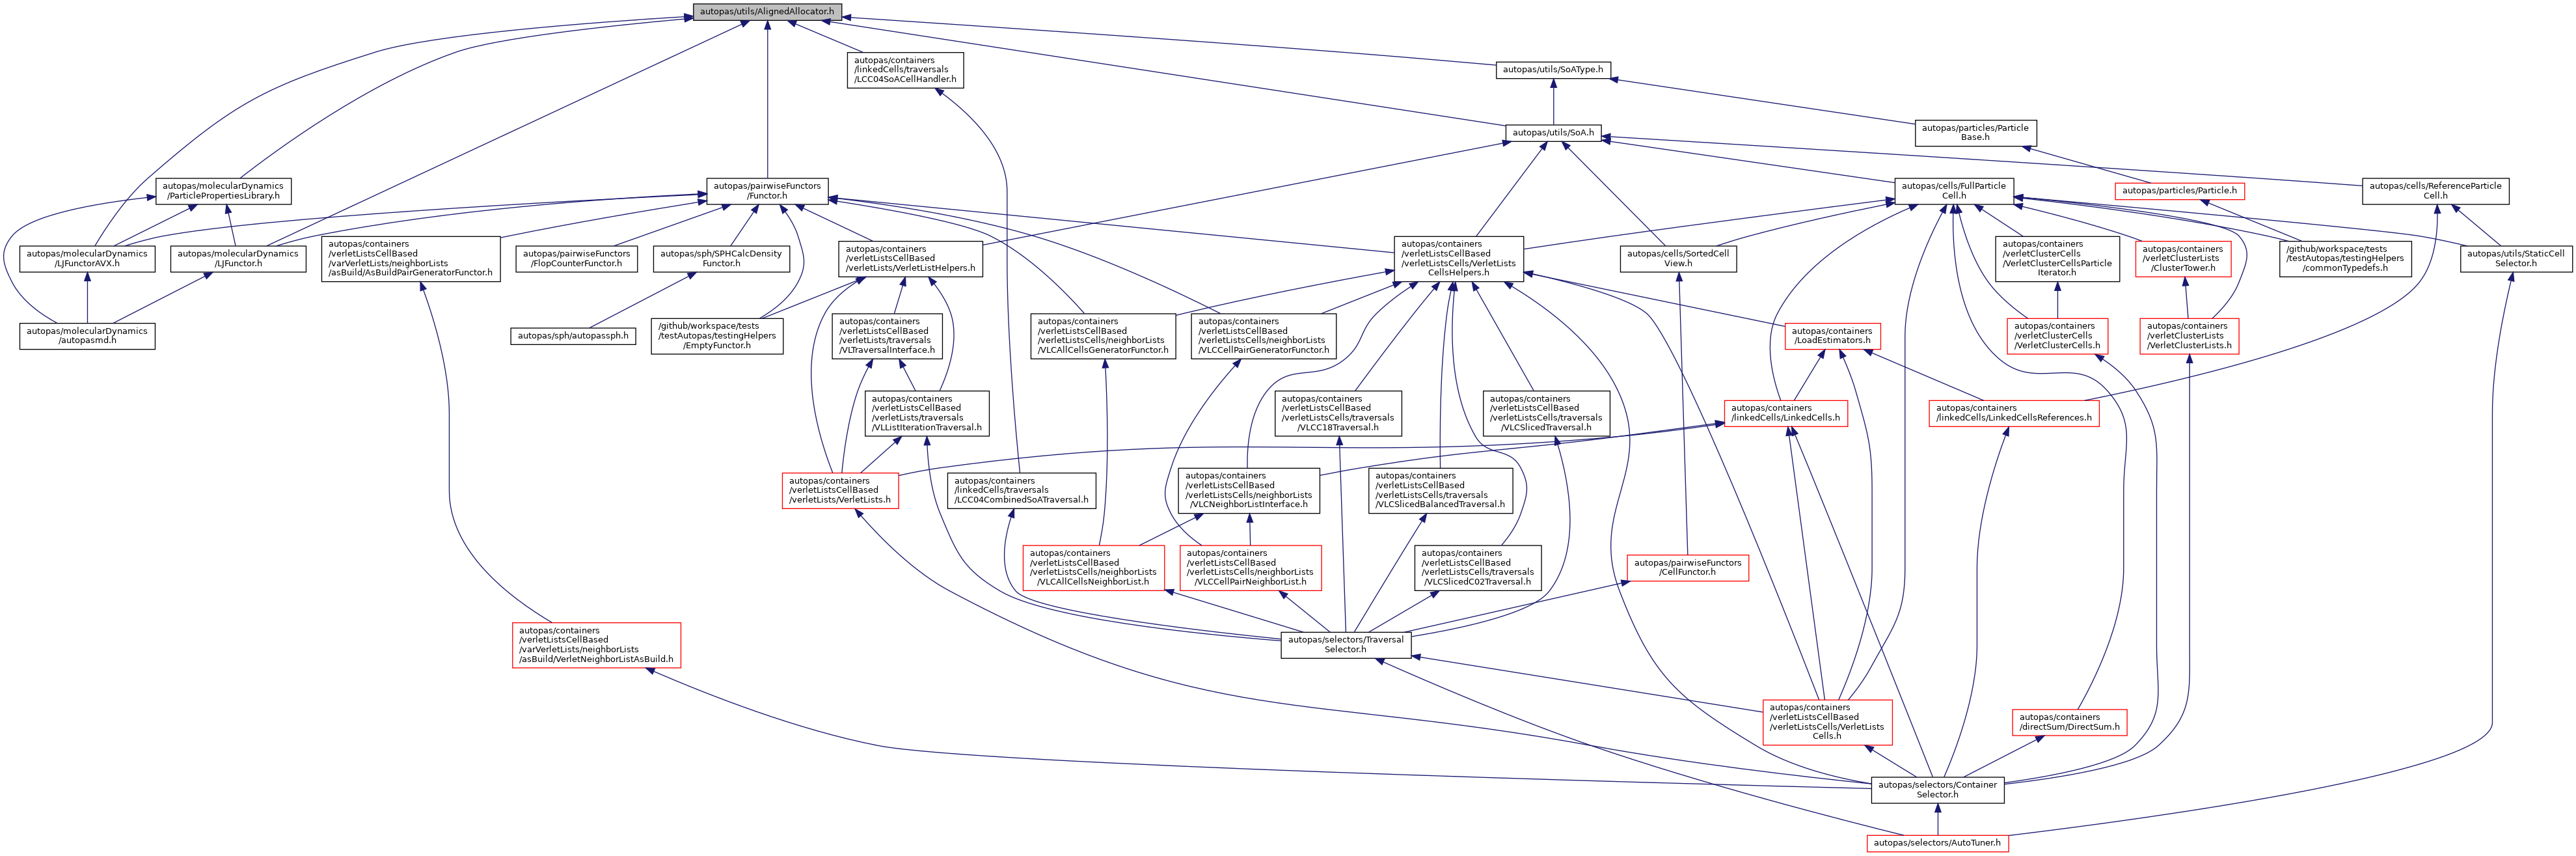 autopas/utils/AlignedAllocator.h
autopas/containers
/linkedCells/traversals
/LCC04SoACellHandler.h
autopas/utils/SoAType.h
autopas/utils/SoA.h
autopas/particles/Particle
Base.h
autopas/molecularDynamics
/ParticlePropertiesLibrary.h
autopas/pairwiseFunctors
/Functor.h
autopas/cells/FullParticle
Cell.h
autopas/particles/Particle.h
autopas/cells/ReferenceParticle
Cell.h
autopas/molecularDynamics
/LJFunctorAVX.h
autopas/molecularDynamics
/LJFunctor.h
autopas/containers
/verletListsCellBased
/varVerletLists/neighborLists
/asBuild/AsBuildPairGeneratorFunctor.h
autopas/pairwiseFunctors
/FlopCounterFunctor.h
autopas/sph/SPHCalcDensity
Functor.h
autopas/containers
/verletListsCellBased
/verletLists/VerletListHelpers.h
autopas/containers
/verletListsCellBased
/verletListsCells/VerletLists
CellsHelpers.h
autopas/cells/SortedCell
View.h
autopas/containers
/verletClusterCells
/VerletClusterCellsParticle
Iterator.h
autopas/containers
/verletClusterLists
/ClusterTower.h
/github/workspace/tests
/testAutopas/testingHelpers
/commonTypedefs.h
autopas/utils/StaticCell
Selector.h
autopas/molecularDynamics
/autopasmd.h
autopas/sph/autopassph.h
/github/workspace/tests
/testAutopas/testingHelpers
/EmptyFunctor.h
autopas/containers
/verletListsCellBased
/verletLists/traversals
/VLTraversalInterface.h
autopas/containers
/verletListsCellBased
/verletListsCells/neighborLists
/VLCAllCellsGeneratorFunctor.h
autopas/containers
/verletListsCellBased
/verletListsCells/neighborLists
/VLCCellPairGeneratorFunctor.h
autopas/containers
/LoadEstimators.h
autopas/containers
/verletClusterCells
/VerletClusterCells.h
autopas/containers
/verletClusterLists
/VerletClusterLists.h
autopas/containers
/verletListsCellBased
/verletLists/traversals
/VLListIterationTraversal.h
autopas/containers
/verletListsCellBased
/verletListsCells/traversals
/VLCC18Traversal.h
autopas/containers
/verletListsCellBased
/verletListsCells/traversals
/VLCSlicedTraversal.h
autopas/containers
/linkedCells/LinkedCells.h
autopas/containers
/linkedCells/LinkedCellsReferences.h
autopas/containers
/verletListsCellBased
/verletLists/VerletLists.h
autopas/containers
/linkedCells/traversals
/LCC04CombinedSoATraversal.h
autopas/containers
/verletListsCellBased
/verletListsCells/neighborLists
/VLCNeighborListInterface.h
autopas/containers
/verletListsCellBased
/verletListsCells/traversals
/VLCSlicedBalancedTraversal.h
autopas/containers
/verletListsCellBased
/verletListsCells/neighborLists
/VLCAllCellsNeighborList.h
autopas/containers
/verletListsCellBased
/verletListsCells/neighborLists
/VLCCellPairNeighborList.h
autopas/containers
/verletListsCellBased
/verletListsCells/traversals
/VLCSlicedC02Traversal.h
autopas/pairwiseFunctors
/CellFunctor.h
autopas/containers
/verletListsCellBased
/varVerletLists/neighborLists
/asBuild/VerletNeighborListAsBuild.h
autopas/selectors/Traversal
Selector.h
autopas/containers
/verletListsCellBased
/verletListsCells/VerletLists
Cells.h
autopas/containers
/directSum/DirectSum.h
autopas/selectors/Container
Selector.h
autopas/selectors/AutoTuner.h